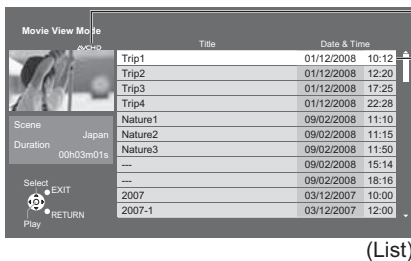 Movie View Mode
AVCHD
Title Date & Time
Trip1 01/12/2008 10:12
Trip2 01/12/2008 12:20
Trip3 01/12/2008 17:25
Trip4 01/12/2008 22:28
Nature1 09/02/2008 11:10
Nature2 09/02/2008 11:15
Nature3 09/02/2008 11:50
--- 09/02/2008 15:14
--- 09/02/2008 18:16
2007 03/12/2007 10:00
2007-1 03/12/2007 12:00
Scene
Japan
Duration
00h03m01s
Select
EXIT
RETURN
Play
(List)